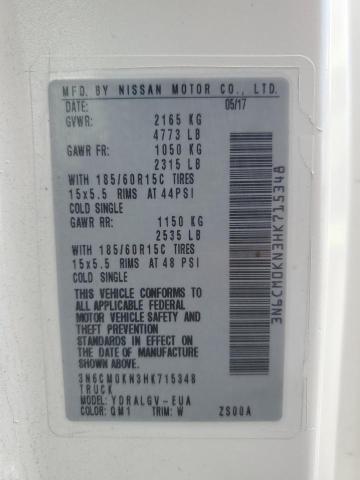 MFD. BY NISSAN MOTOR CO., LTD.
DATE: 05/17
GVWR: 2165 KG
4773 LB
GAWR FR: 1050 KG
2315 LB
WITH 185/60R15C TIRES
15x5.5 RIMS AT 44PSI
COLD SINGLE
GAWR RR: 1150 KG
2535 LB
WITH 185/60R15C TIRES
15x5.5 RIMS AT 48 PSI
COLD SINGLE
THIS VEHICLE CONFORMS TO
ALL APPLICABLE FEDERAL
MOTOR VEHICLE SAFETY AND
THEFT PREVENTION
STANDARDS IN EFFECT ON
THE DATE OF MANUFACTURE
SHOWN ABOVE.
3N6CM0KN3HK715348
TRUCK
MODEL: YDRALGV-EUA
COLOR: QM1 TRIM: W ZS00A
3N6CM0KN3HK715348